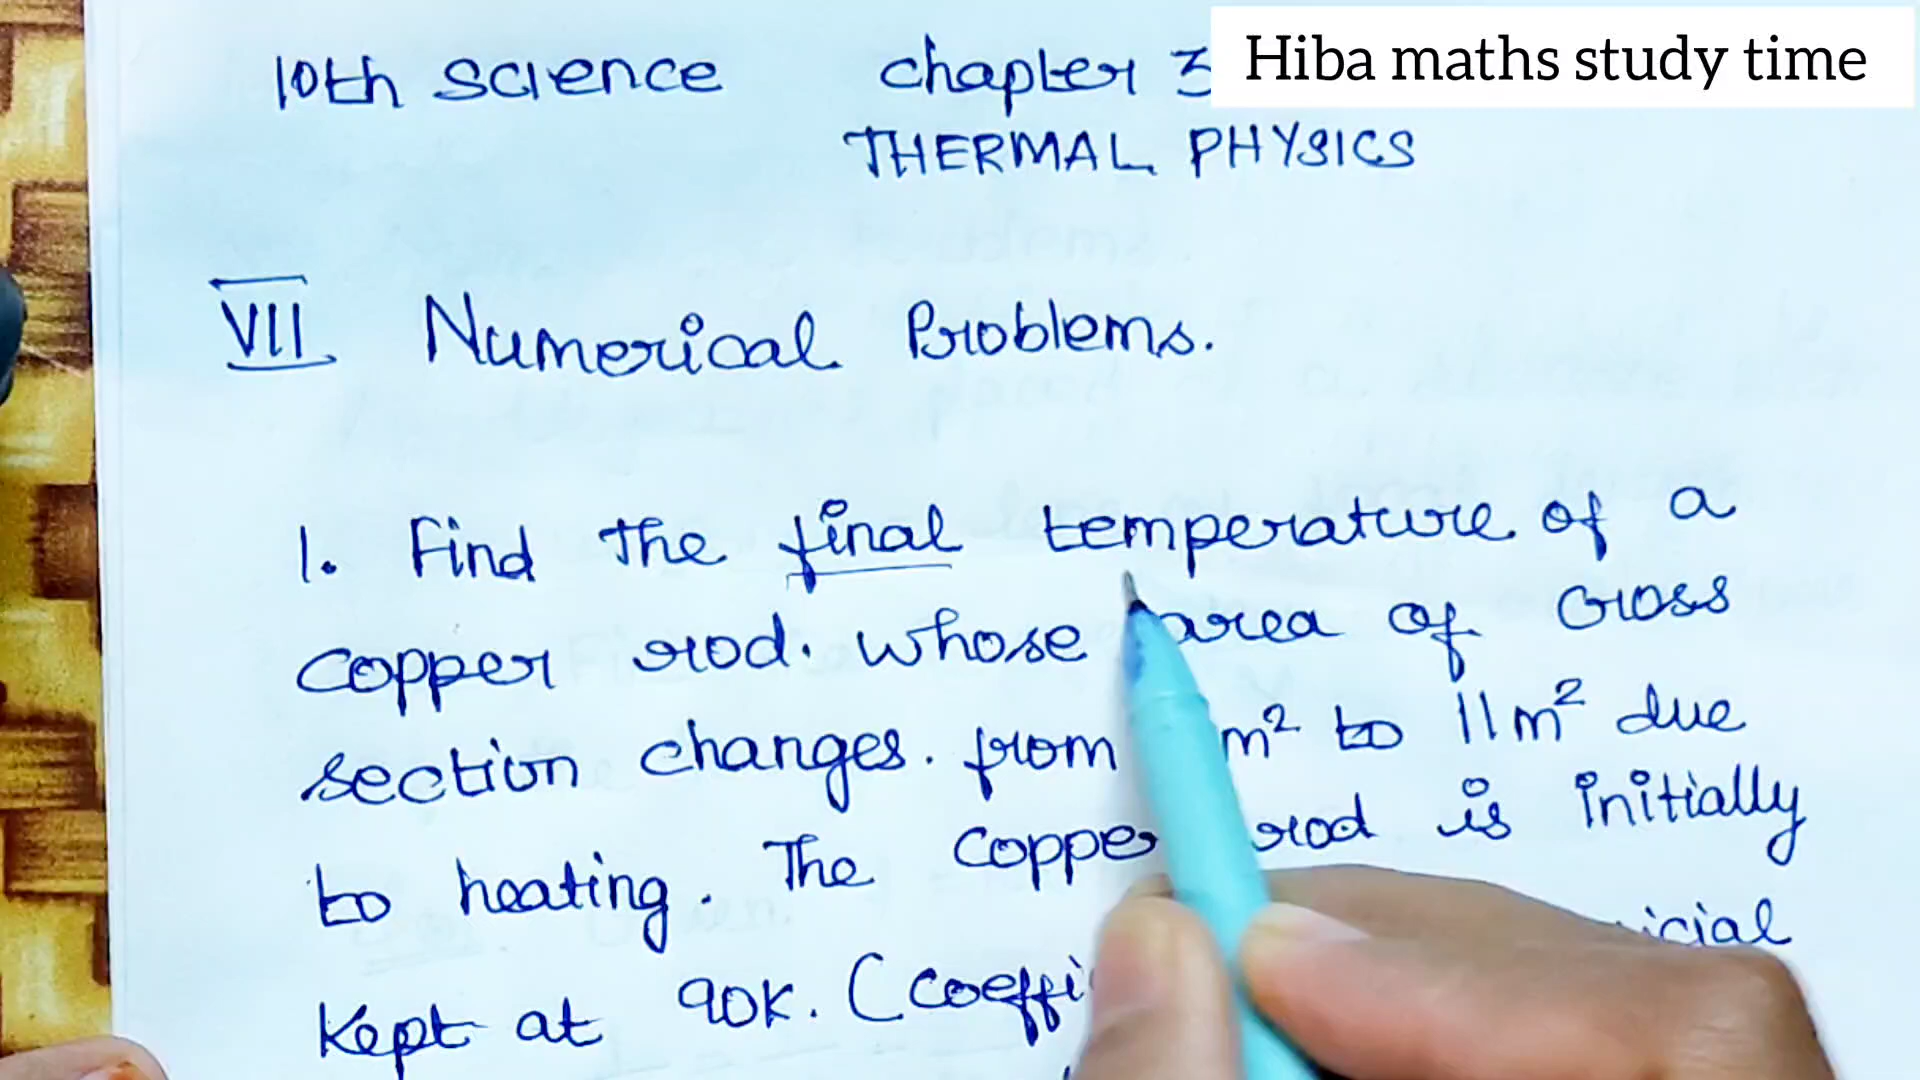 Hiba maths study time
10th Science chapter 3
THERMAL PHYSICS
VII Numerical Problems.
1. Find the final temperature of a
copper rod. whose area of cross
section changes. from m² to 11m² due
to heating. The copper rod is initially
kept at 90K. (coeffi